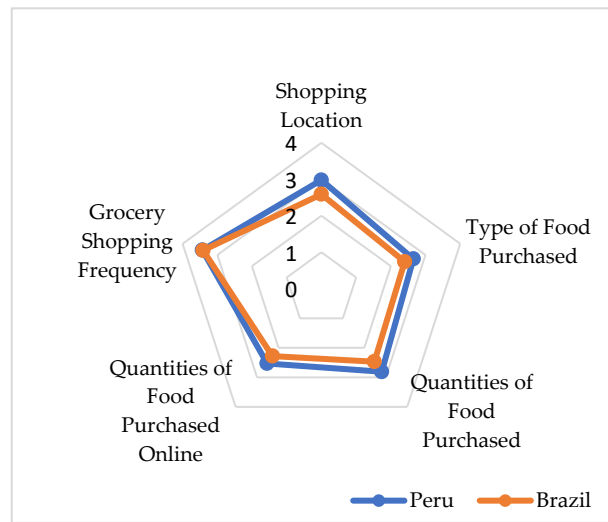 Shopping
Location
4
3
2
1
0
Type of Food
Purchased
Quantities of
Food
Purchased
Quantities of
Food
Purchased
Online
Grocery
Shopping
Frequency
Peru
Brazil